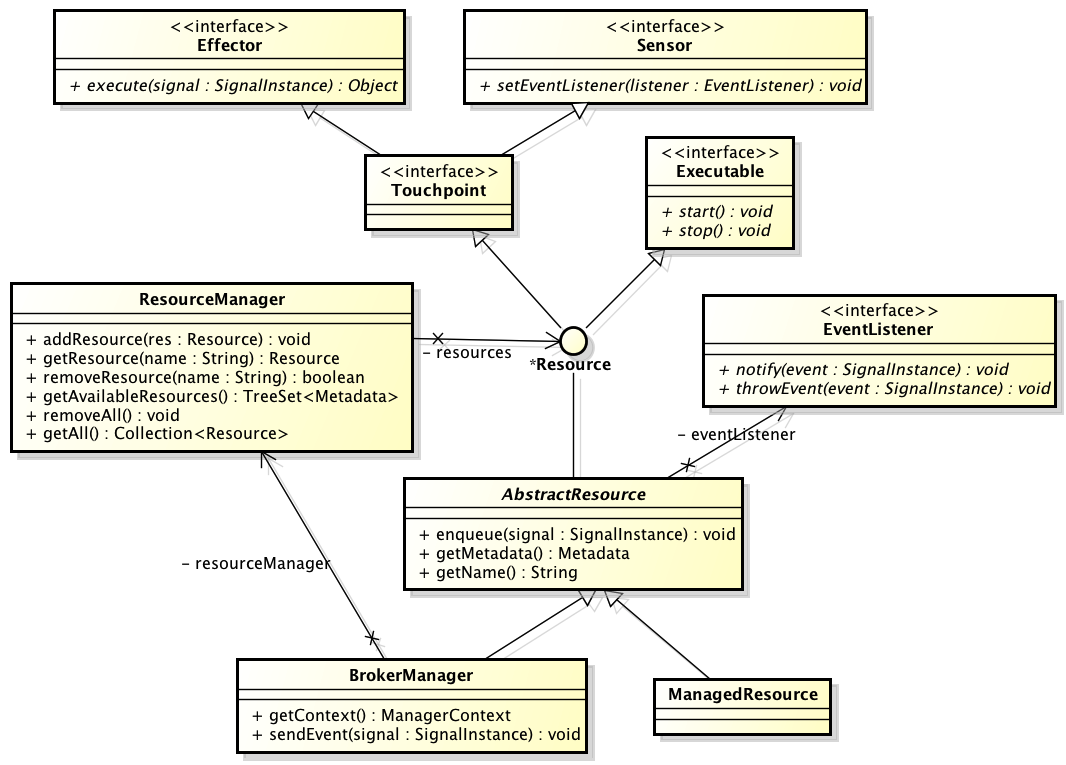 <<interface>>
Effector
+ execute(signal : SignalInstance) : Object
<<interface>>
Sensor
+ setEventListener(listener : EventListener) : void
<<interface>>
Touchpoint
<<interface>>
Executable
+ start() : void
+ stop() : void
ResourceManager
+ addResource(res : Resource) : void
+ getResource(name : String) : Resource
+ removeResource(name : String) : boolean
+ getAvailableResources() : TreeSet<Metadata>
+ removeAll() : void
+ getAll() : Collection<Resource>
- resources
*Resource
<<interface>>
EventListener
+ notify(event : SignalInstance) : void
+ throwEvent(event : SignalInstance) : void
- eventListener
AbstractResource
+ enqueue(signal : SignalInstance) : void
+ getMetadata() : Metadata
+ getName() : String
- resourceManager
BrokerManager
+ getContext() : ManagerContext
+ sendEvent(signal : SignalInstance) : void
ManagedResource